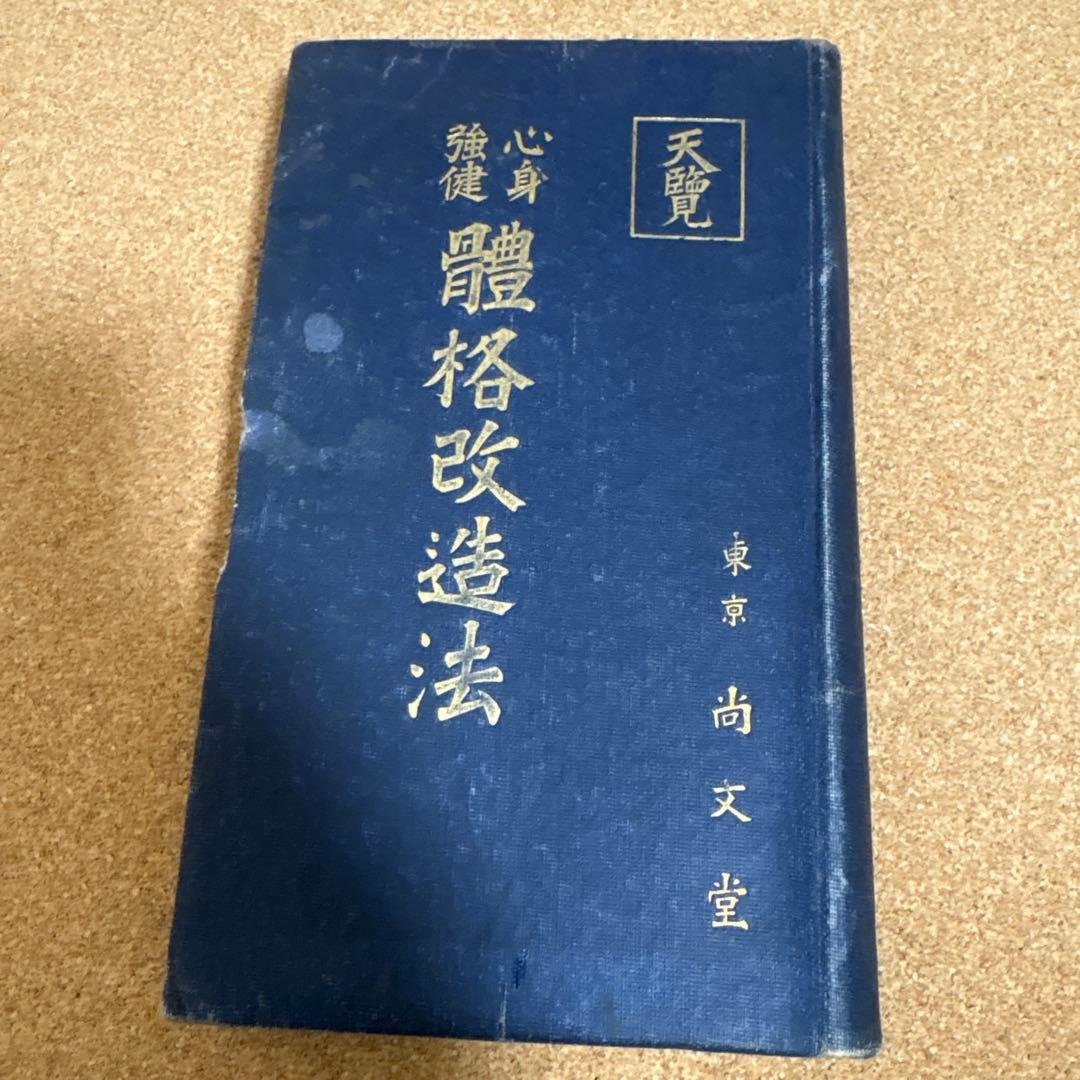 天覽
心身
強健
體格改造法
東京 尚文堂